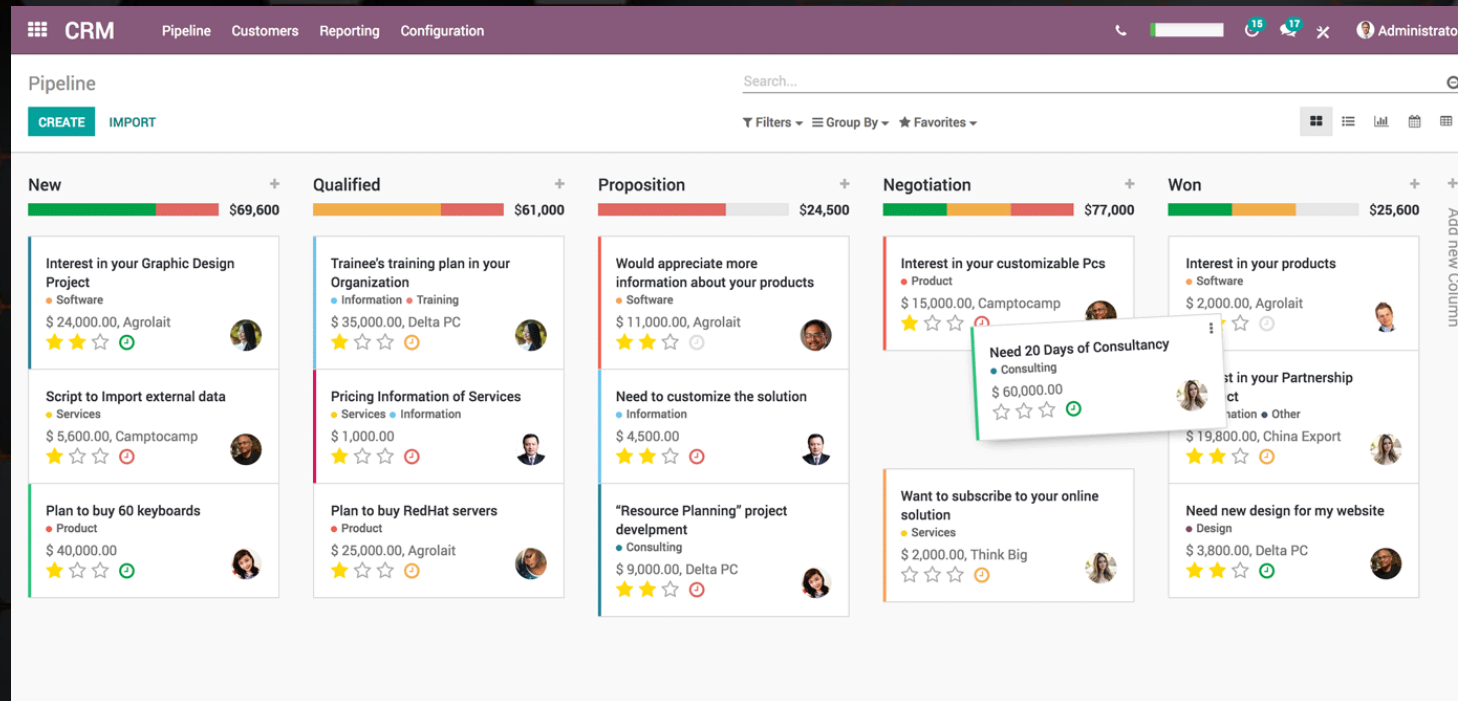 CRM
Pipeline Customers Reporting Configuration
15 17
Pipeline
Search...
CREATE IMPORT
Filters Group By Favorites
New
$69,600
Interest in your Graphic Design
Project
Software
$ 24,000.00, Agrolait
Script to Import external data
Services
$ 5,600.00, Camptocamp
Plan to buy 60 keyboards
Product
$ 40,000.00
Qualified
$61,000
Trainee's training plan in your
Organization
Information Training
$ 35,000.00, Delta PC
Pricing Information of Services
Services Information
$ 1,000.00
Plan to buy RedHat servers
Product
$ 25,000.00, Agrolait
Proposition
$24,500
Would appreciate more
information about your products
Software
$ 11,000.00, Agrolait
Need to customize the solution
Information
$ 4,500.00
“Resource Planning” project
develpment
Consulting
$ 9,000.00, Delta PC
Negotiation
$77,000
Interest in your customizable Pcs
Product
$ 15,000.00, Camptocamp
Need 20 Days of Consultancy
Consulting
$ 60,000.00
Want to subscribe to your online
solution
Services
$ 2,000.00, Think Big
Won
$25,600
Interest in your products
Software
$ 2,000.00, Agrolait
in your Partnership
Other
$ 19,800.00, China Export
Need new design for my website
Design
$ 3,800.00, Delta PC
Add new Column